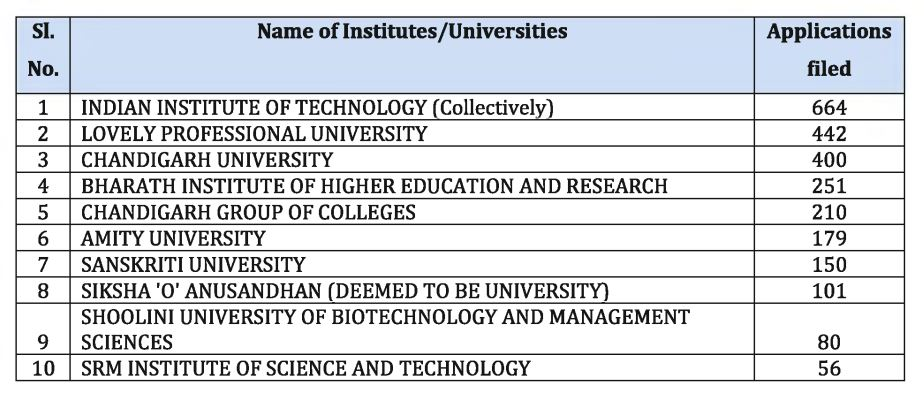 Sl. Name of Institutes/Universities Applications
No. filed
1 INDIAN INSTITUTE OF TECHNOLOGY (Collectively) 664
2 LOVELY PROFESSIONAL UNIVERSITY 442
3 CHANDIGARH UNIVERSITY 400
4 BHARATH INSTITUTE OF HIGHER EDUCATION AND RESEARCH 251
5 CHANDIGARH GROUP OF COLLEGES 210
6 AMITY UNIVERSITY 179
7 SANSKRITI UNIVERSITY 150
8 SIKSHA 'O' ANUSANDHAN (DEEMED TO BE UNIVERSITY) 101
SHOOLINI UNIVERSITY OF BIOTECHNOLOGY AND MANAGEMENT
9 SCIENCES 80
10 SRM INSTITUTE OF SCIENCE AND TECHNOLOGY 56